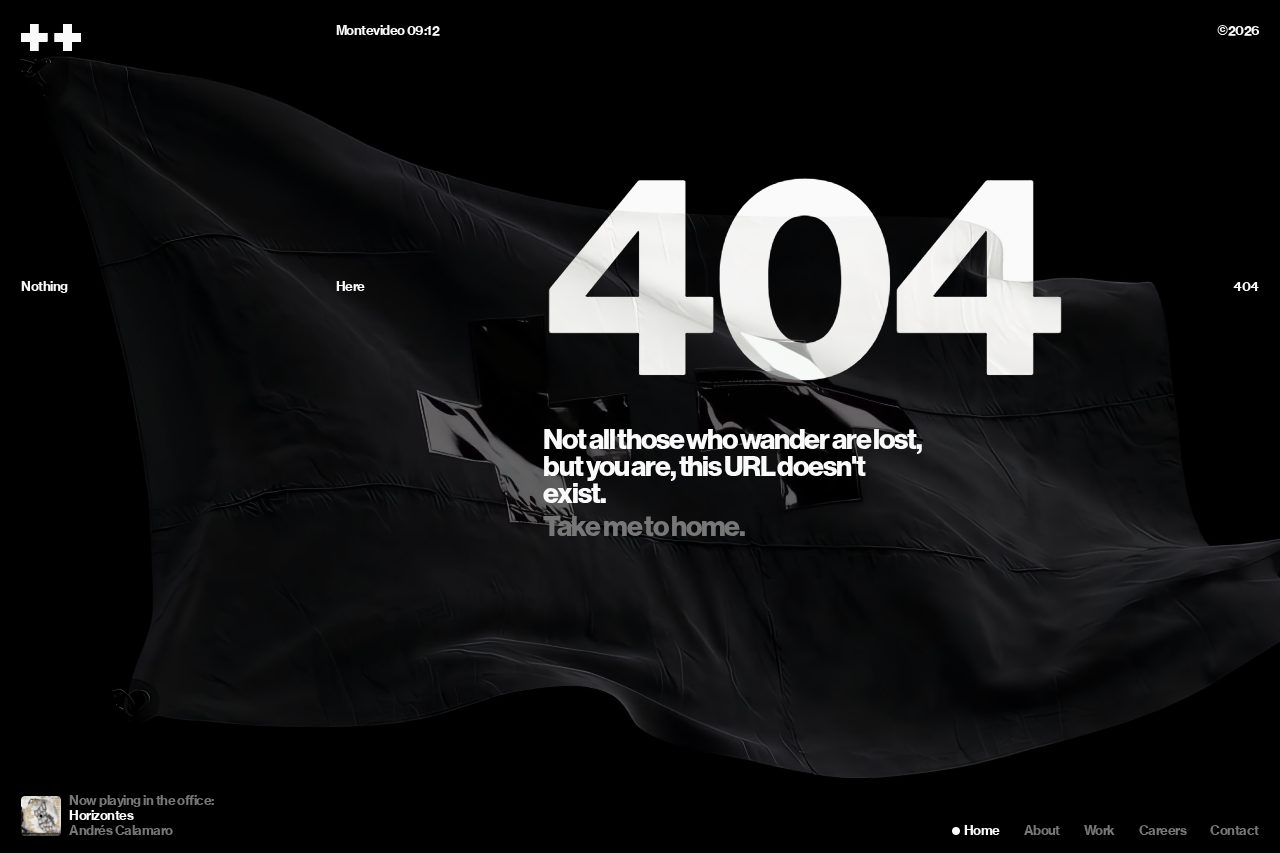 Montevideo 09:12
©2026
404
Nothing
Here
404
Not all those who wander are lost,
but you are, this URL doesn't
exist.
Take me to home.
Now playing in the office:
Horizontes
Andrés Calamaro
Home
About
Work
Careers
Contact